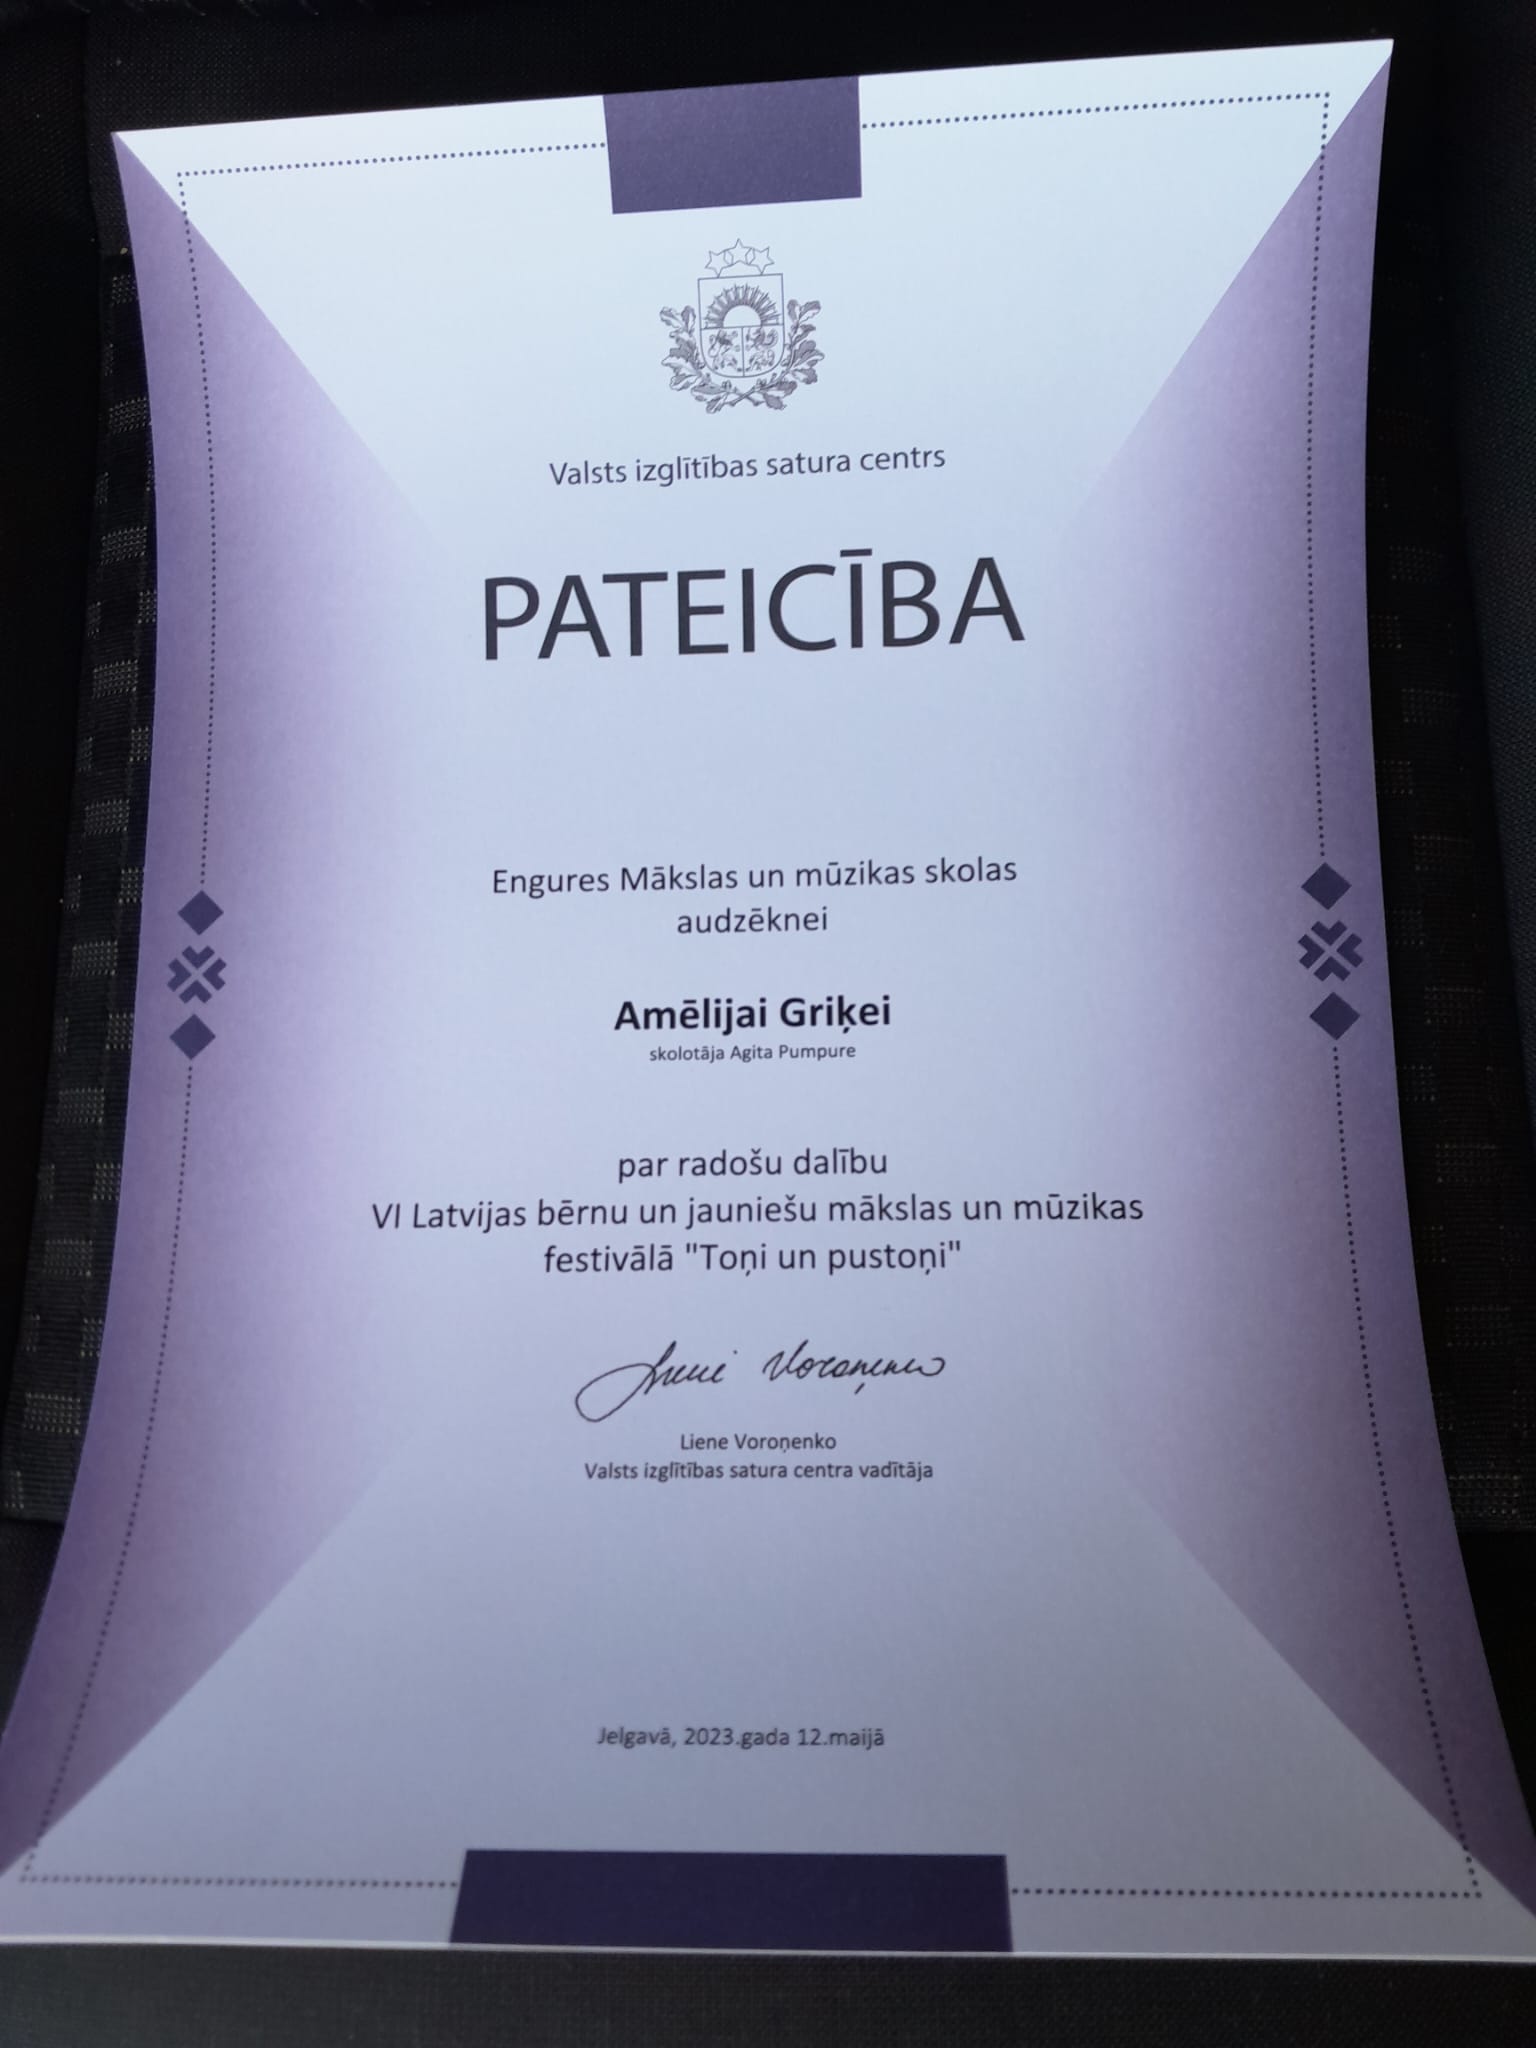 Valsts izglītības satura centrs
PATEICĪBA
Engures Mākslas un mūzikas skolas
audzēknei
Amēlijai Griķei
skolotāja Agita Pumpure
par radošu dalību
VI Latvijas bērnu un jauniešu mākslas un mūzikas
festivālā "Toņi un pustoņi"
Liene Voroņenko
Liene Voroņenko
Valsts izglītības satura centra vadītāja
Jelgavā, 2023.gada 12.maijā